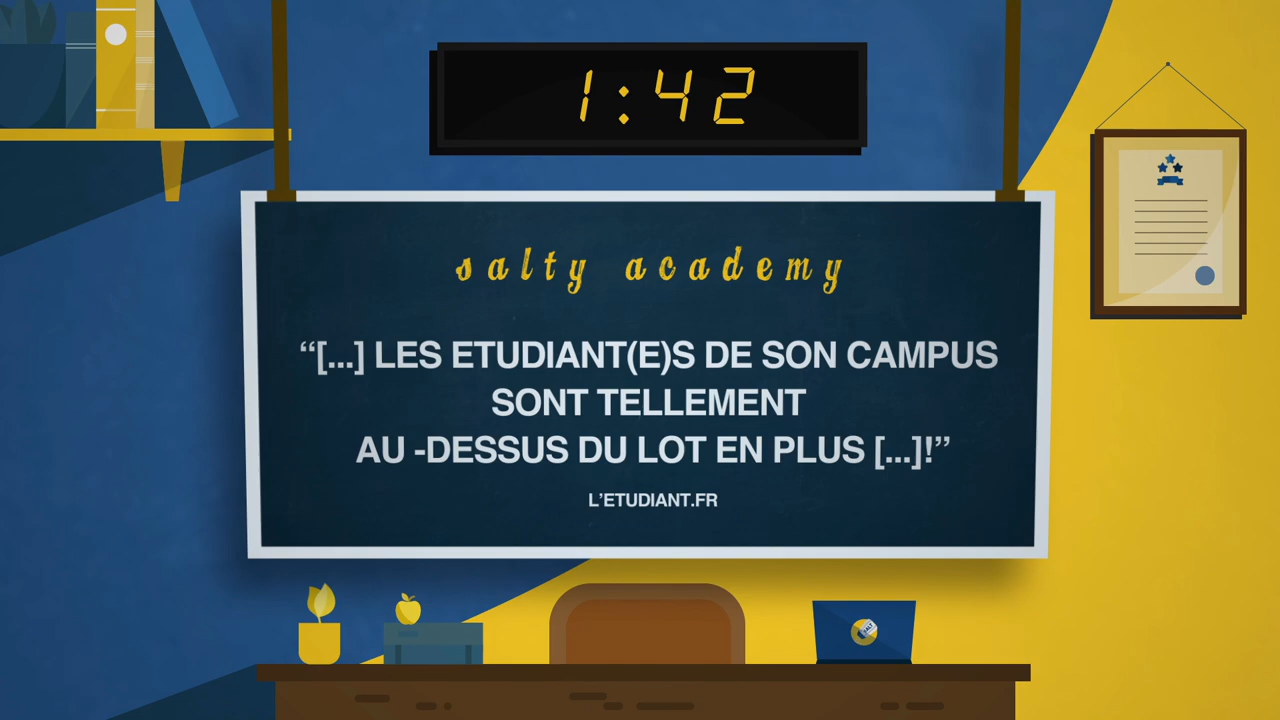 1:42
salty academy
“[...] LES ETUDIANT(E)S DE SON CAMPUS
SONT TELLEMENT
AU -DESSUS DU LOT EN PLUS [...]!”
L’ETUDIANT.FR